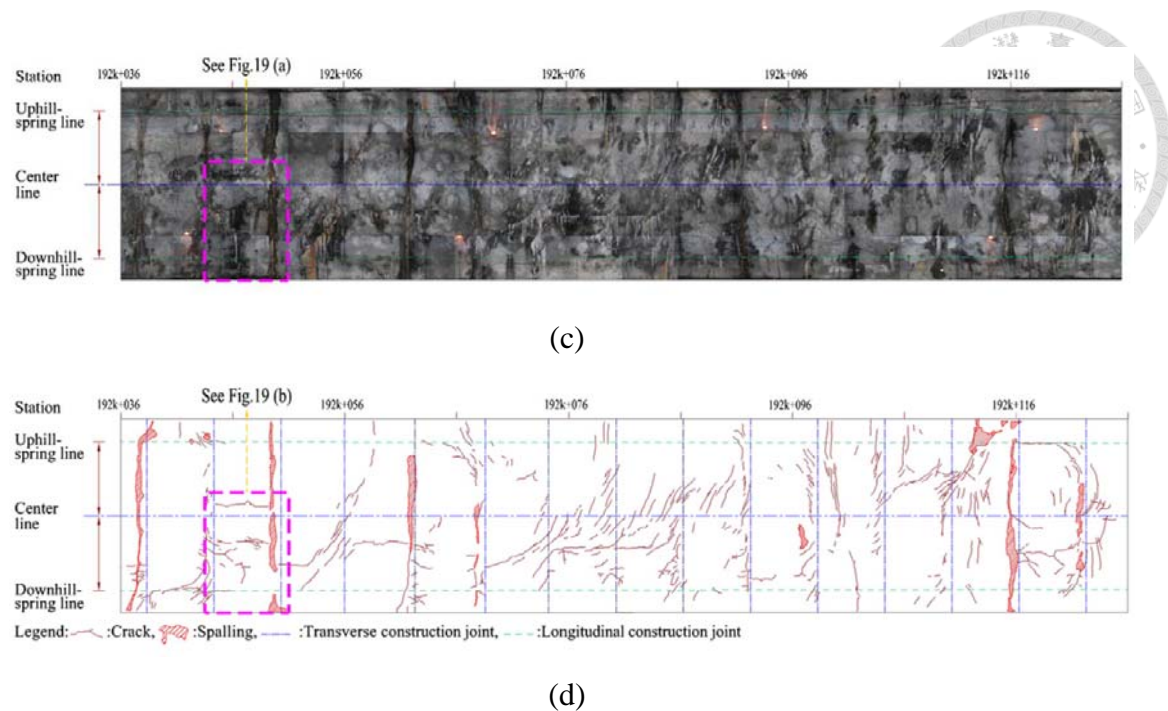 See Fig.19 (a)
Station 192k+036 192k+056 192k+076 192k+096 192k+116
Uphill-
spring line
Center
line
Downhill-
spring line
(c)
See Fig.19 (b)
Station 192k+036 192k+056 192k+076 192k+096 192k+116
Uphill-
spring line
Center
line
Downhill-
spring line
Legend: :Crack, :Spalling, :Transverse construction joint, :Longitudinal construction joint
(d)